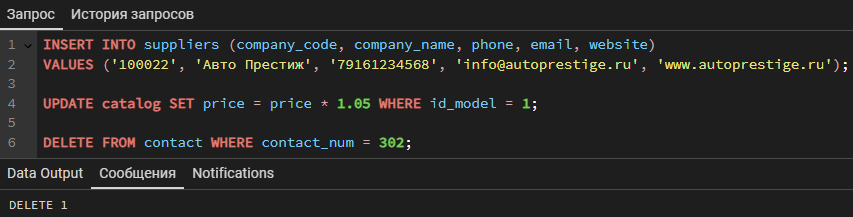 Запрос История запросов
1 INSERT INTO suppliers (company_code, company_name, phone, email, website)
2 VALUES ('100022', 'Авто Престиж', '79161234568', 'info@autoprestige.ru', 'www.autoprestige.ru');
3
4 UPDATE catalog SET price = price * 1.05 WHERE id_model = 1;
5
6 DELETE FROM contact WHERE contact_num = 302;
Data Output Сообщения Notifications
DELETE 1